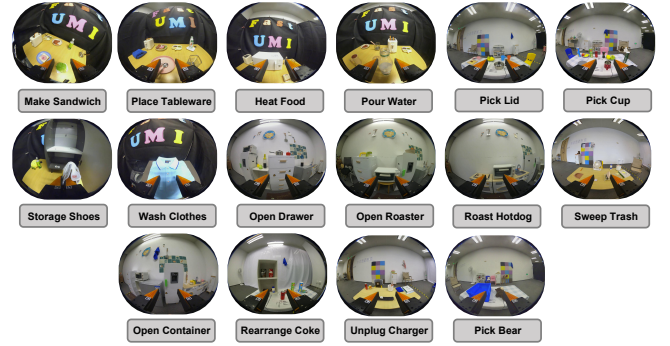 Fast
UMI
Fast
UMI
Fast
UMI
Fast
UMI
Make Sandwich
Place Tableware
Heat Food
Pour Water
Pick Lid
Pick Cup
UMI
Storage Shoes
Wash Clothes
Open Drawer
Open Roaster
Roast Hotdog
Sweep Trash
Open Container
Rearrange Coke
Unplug Charger
Pick Bear